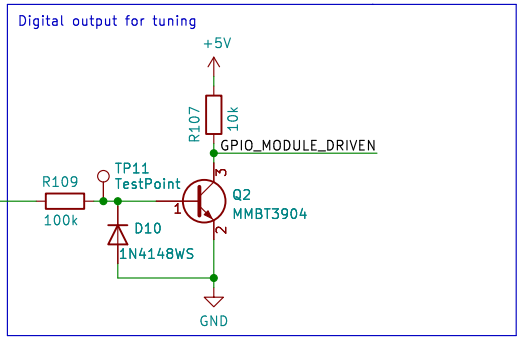 Digital output for tuning
+5V
R107
10k
GPIO_MODULE_DRIVEN
TP11
TestPoint
3
R109
100k
1
Q2
MMBT3904
D10
1N4148WS
2
GND